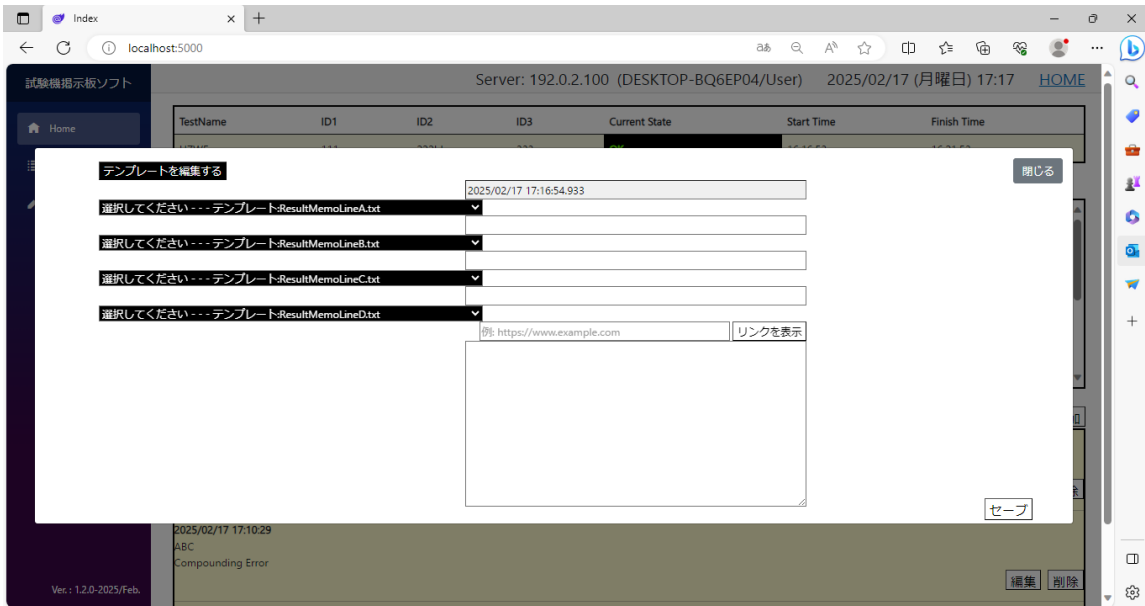 Index
localhost:5000
試験機掲示板ソフト
Server: 192.0.2.100 (DESKTOP-BQ6EP04/User) 2025/02/17 (月曜日) 17:17 HOME
Home
TestName ID1 ID2 ID3 Current State Start Time Finish Time
テンプレートを編集する
閉じる
2025/02/17 17:16:54.933
選択してください - - - テンプレート:ResultMemoLineA.txt
選択してください - - - テンプレート:ResultMemoLineB.txt
選択してください - - - テンプレート:ResultMemoLineC.txt
選択してください - - - テンプレート:ResultMemoLineD.txt
例: https://www.example.com リンクを表示
セーブ
2025/02/17 17:10:29
ABC
Compounding Error
編集 削除
Ver. : 1.2.0-2025/Feb.